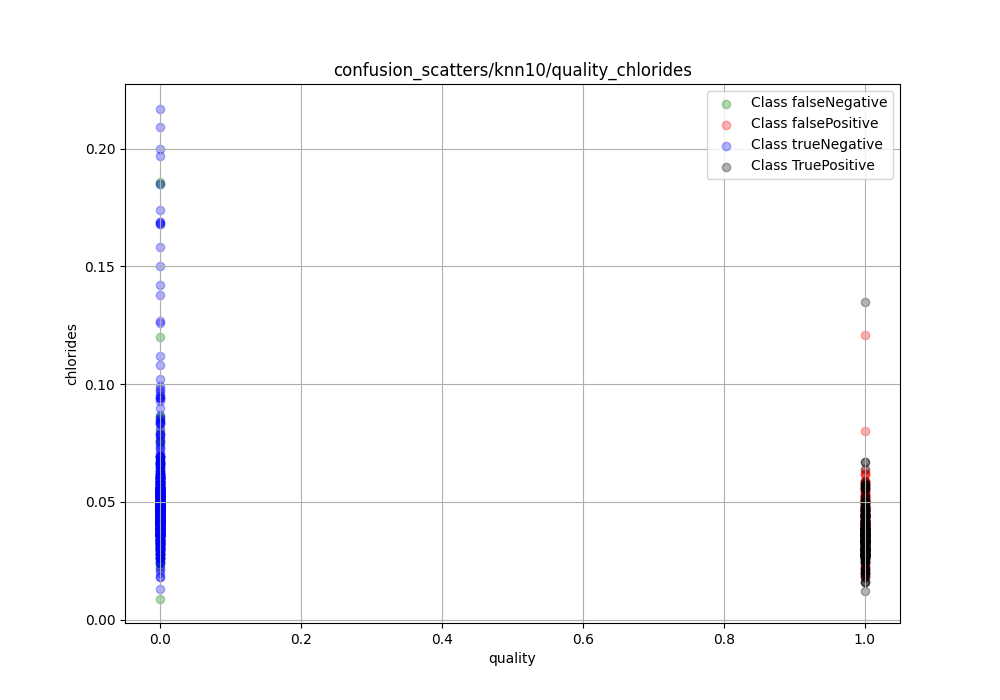 confusion_scatters/knn10/quality_chlorides
Class falseNegative
Class falsePositive
Class trueNegative
Class TruePositive
0.20
0.15
0.10
0.05
0.00
chlorides
0.0 0.2 0.4 0.6 0.8 1.0
quality